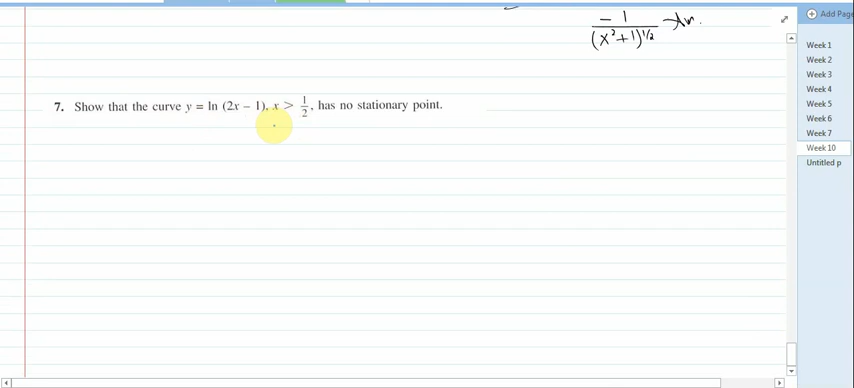 - 1
(x²+1)^1/2
Add Page
Week 1
Week 2
Week 3
Week 4
Week 5
Week 6
Week 7
Week 10
Untitled p
7. Show that the curve y = ln (2x − 1), x > 1/2, has no stationary point.